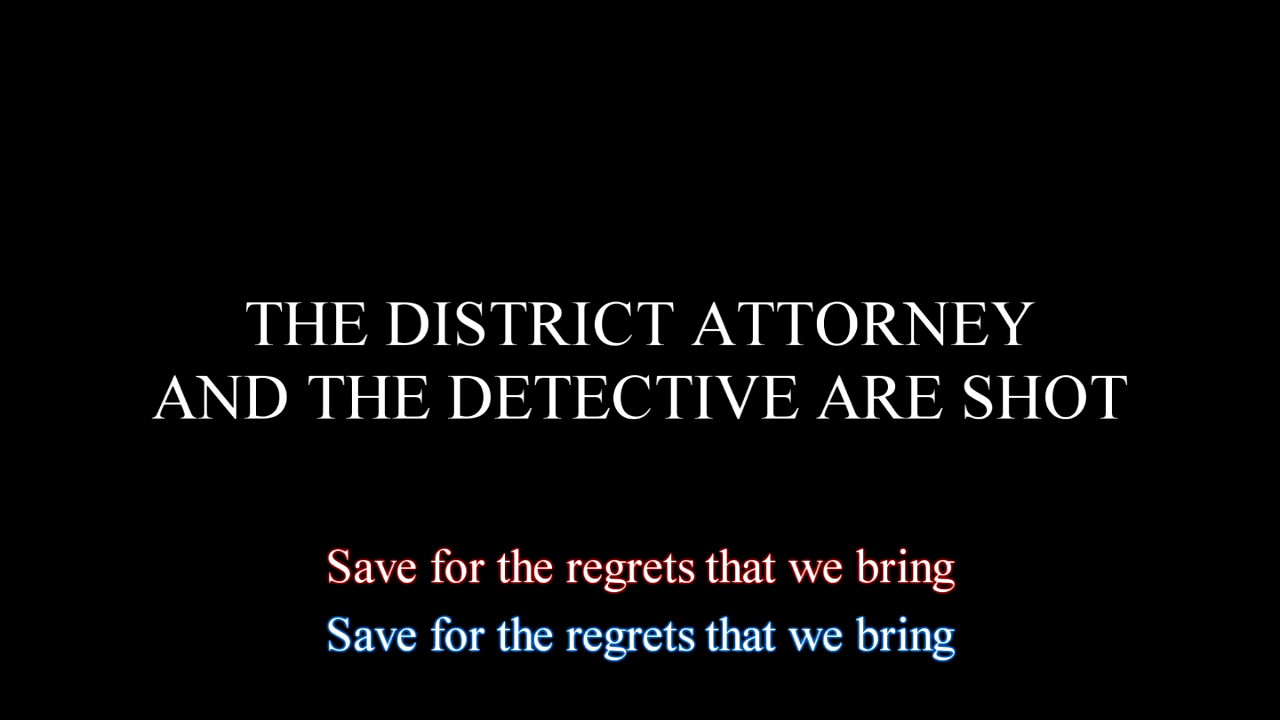 THE DISTRICT ATTORNEY
AND THE DETECTIVE ARE SHOT
Save for the regrets that we bring
Save for the regrets that we bring